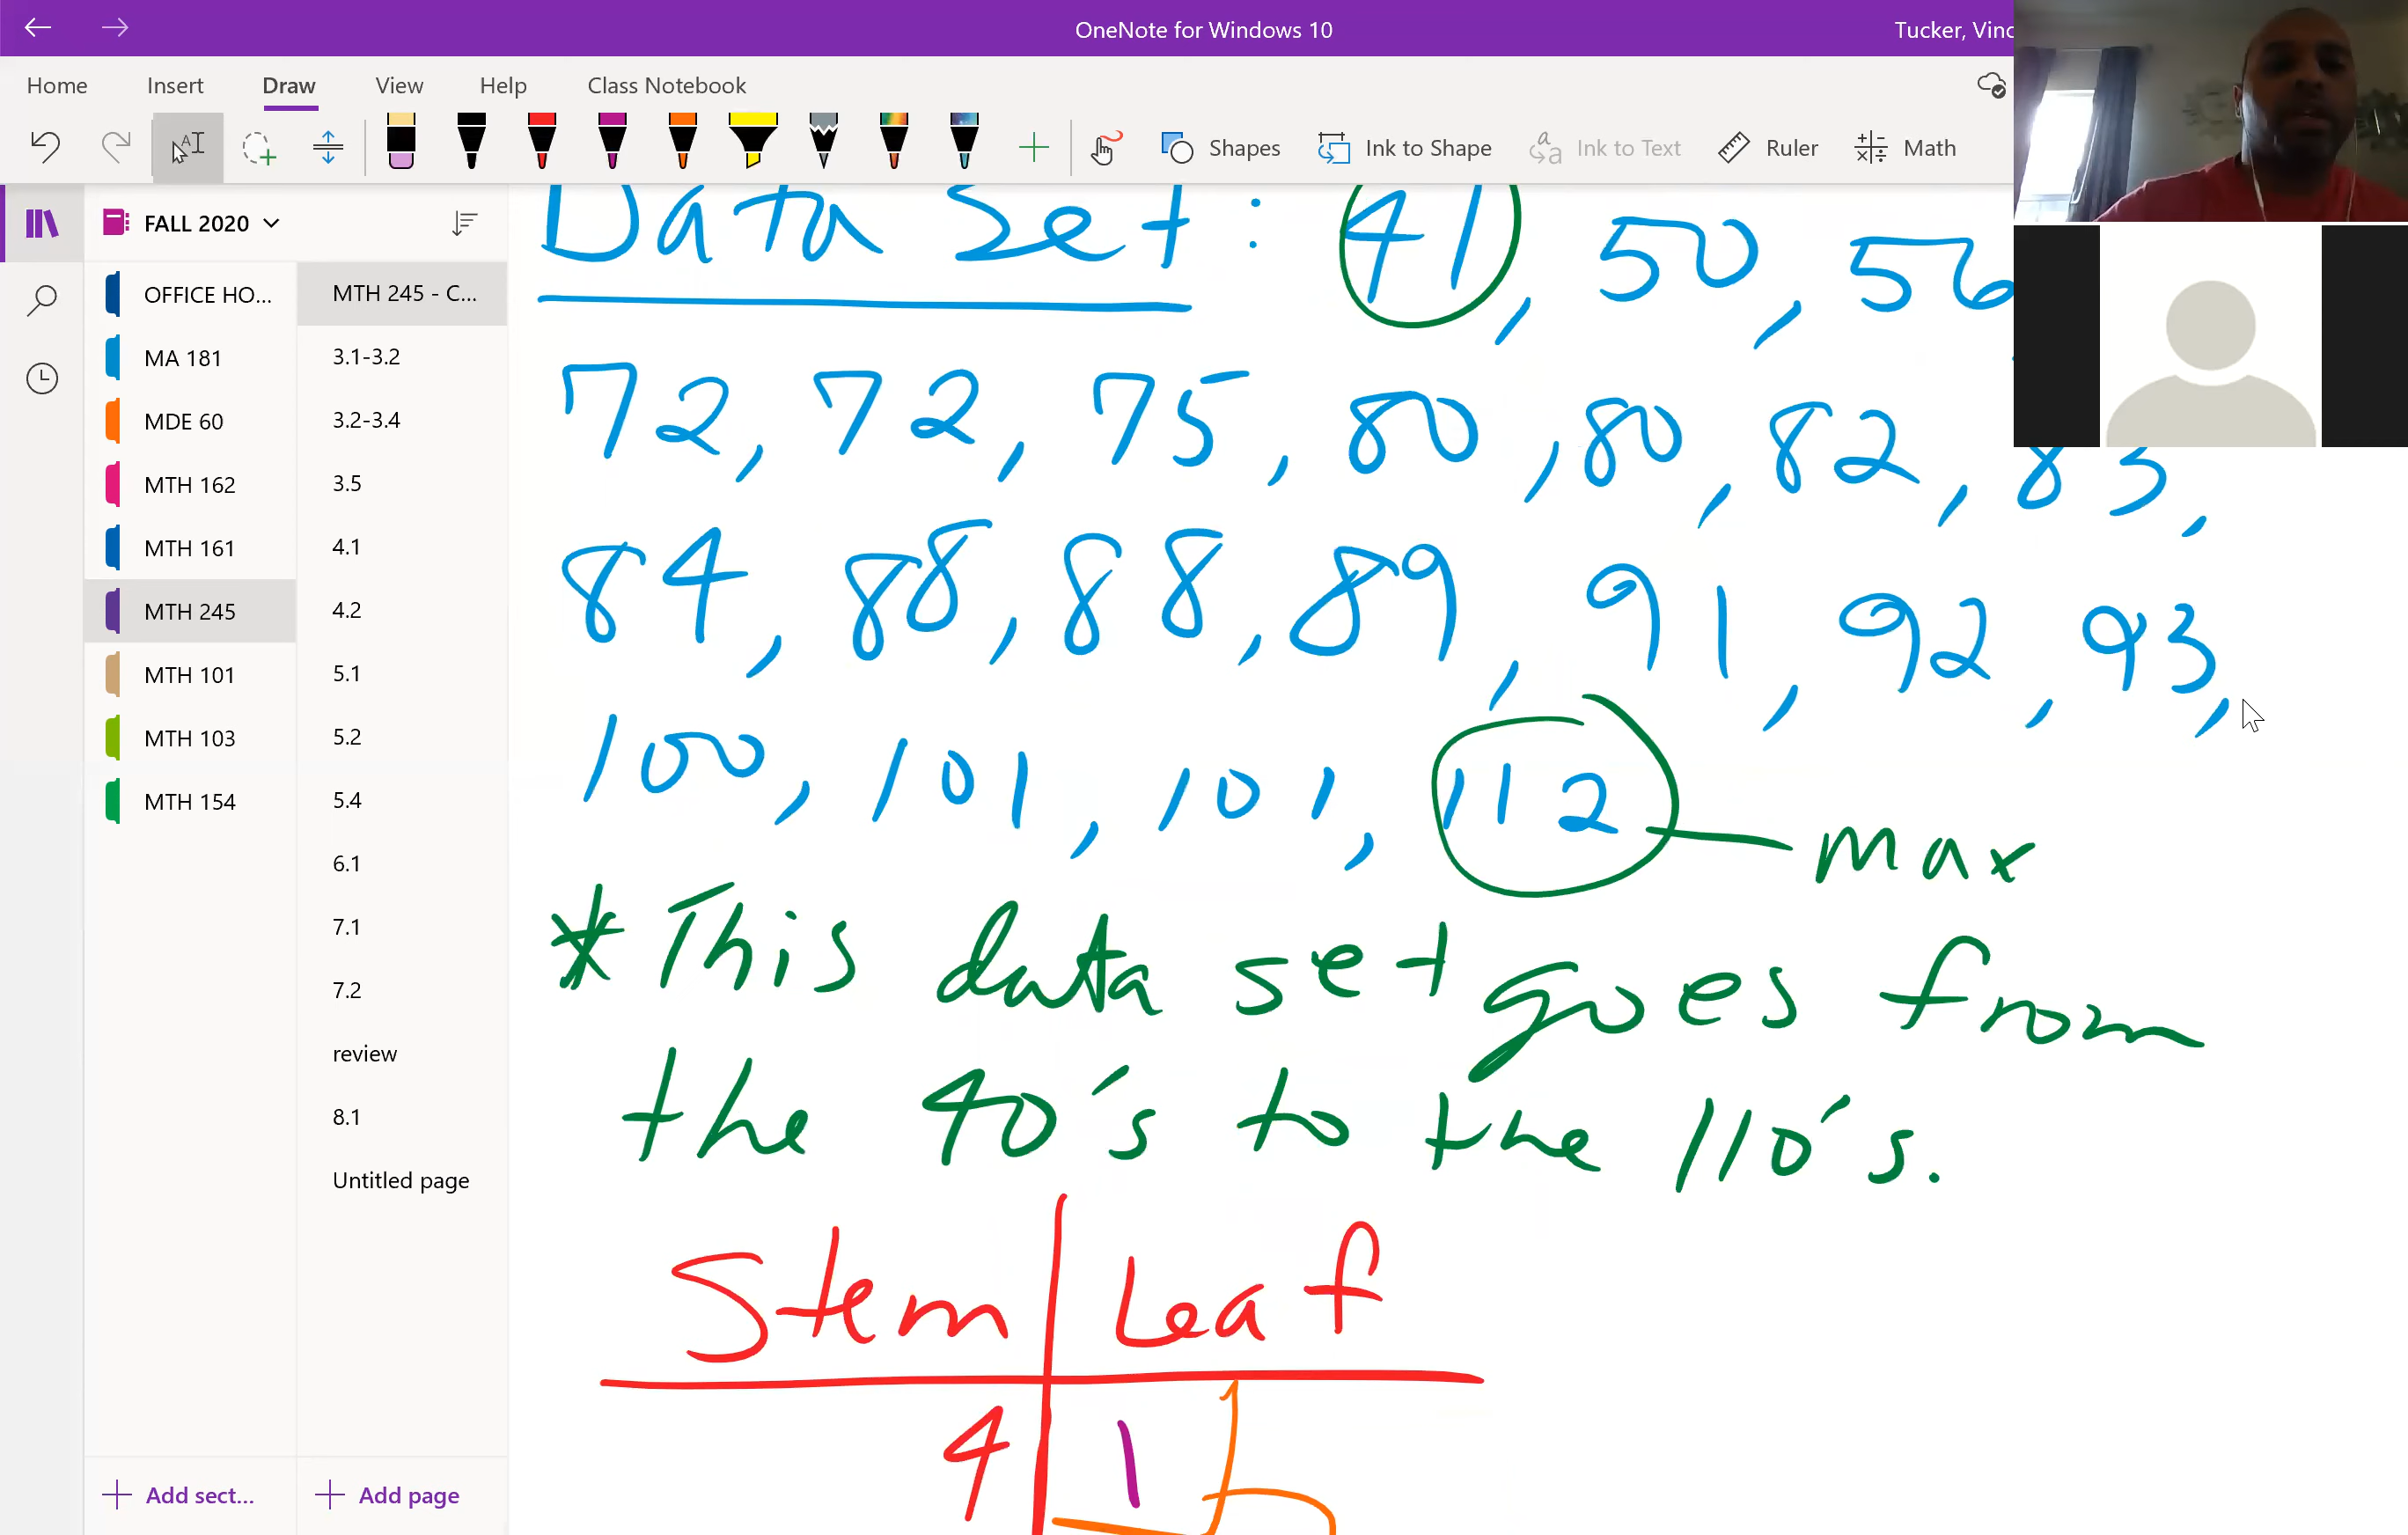 OneNote for Windows 10
Tucker, Vinc
Home Insert Draw View Help Class Notebook
Shapes Ink to Shape Ink to Text Ruler Math
FALL 2020
OFFICE HO...
MA 181
MDE 60
MTH 162
MTH 161
MTH 245
MTH 101
MTH 103
MTH 154
Add sect...
MTH 245 - C...
3.1-3.2
3.2-3.4
3.5
4.1
4.2
5.1
5.2
5.4
6.1
7.1
7.2
review
8.1
Untitled page
Add page
Data Set: 41, 50, 56
72, 72, 75, 80, 80, 82, 83,
84, 88, 88, 89, 91, 92, 93,
100, 101, 101, 112 max
*This data set goes from
the 40's to the 110's.
Stem Leaf
4 1